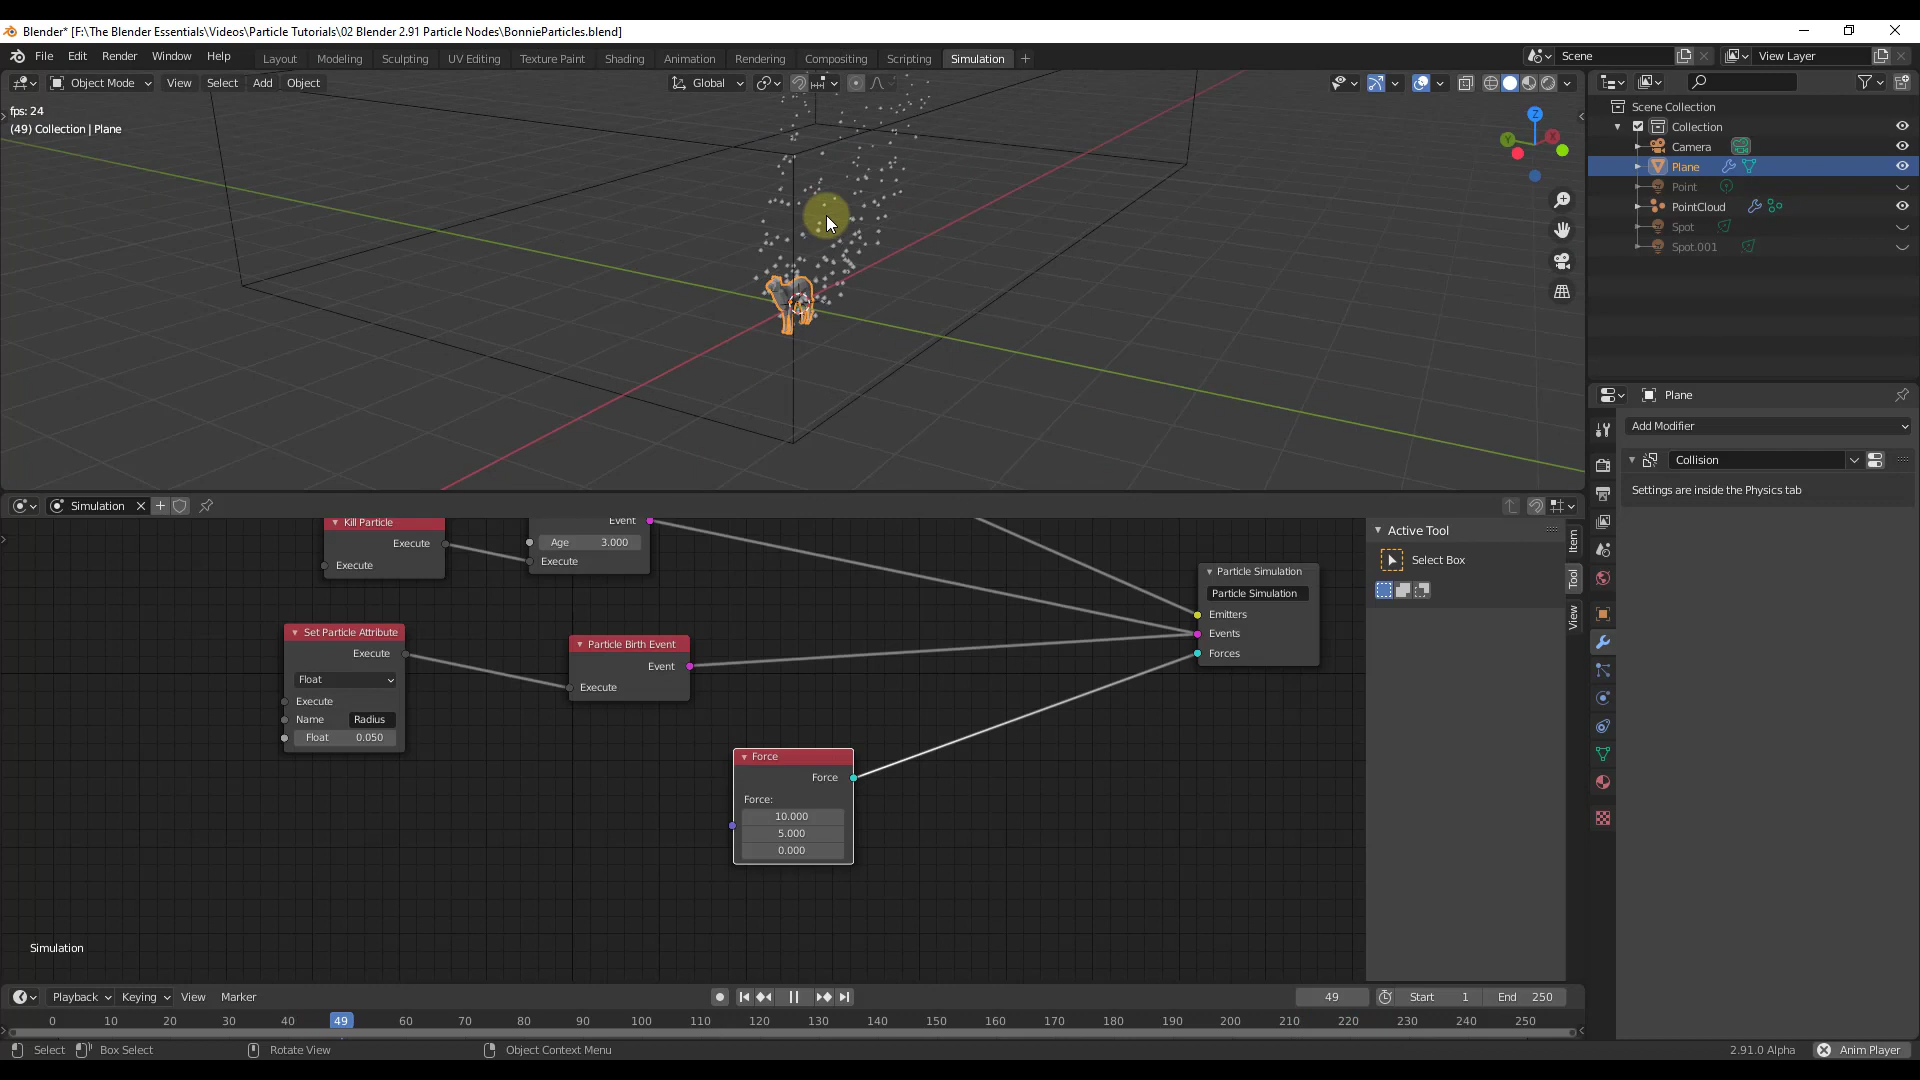 Blender* [F:\The Blender Essentials\Videos\Particle Tutorials\02 Blender 2.91 Particle Nodes\BonnieParticles.blend]
File Edit Render Window Help Layout Modeling Sculpting UV Editing Texture Paint Shading Animation Rendering Compositing Scripting Simulation + Scene View Layer
Object Mode View Select Add Object Global
fps: 24
(49) Collection | Plane
Z
Y
X
Scene Collection
Collection
Camera
Plane
Point
PointCloud
Spot
Spot.001
Plane
Add Modifier
Collision
Settings are inside the Physics tab
Simulation
Kill Particle
Execute
Execute
Event
Age 3.000
Execute
Set Particle Attribute
Execute
Float
Execute
Name Radius
Float 0.050
Particle Birth Event
Event
Execute
Force
Force
Force:
10.000
5.000
0.000
Particle Simulation
Particle Simulation
Emitters
Events
Forces
Active Tool
Select Box
Item
Tool
View
Simulation
Playback Keying View Marker 49 Start 1 End 250
0 10 20 30 40 49 60 70 80 90 100 110 120 130 140 150 160 170 180 190 200 210 220 230 240 250
Select Box Select Rotate View Object Context Menu 2.91.0 Alpha Anim Player